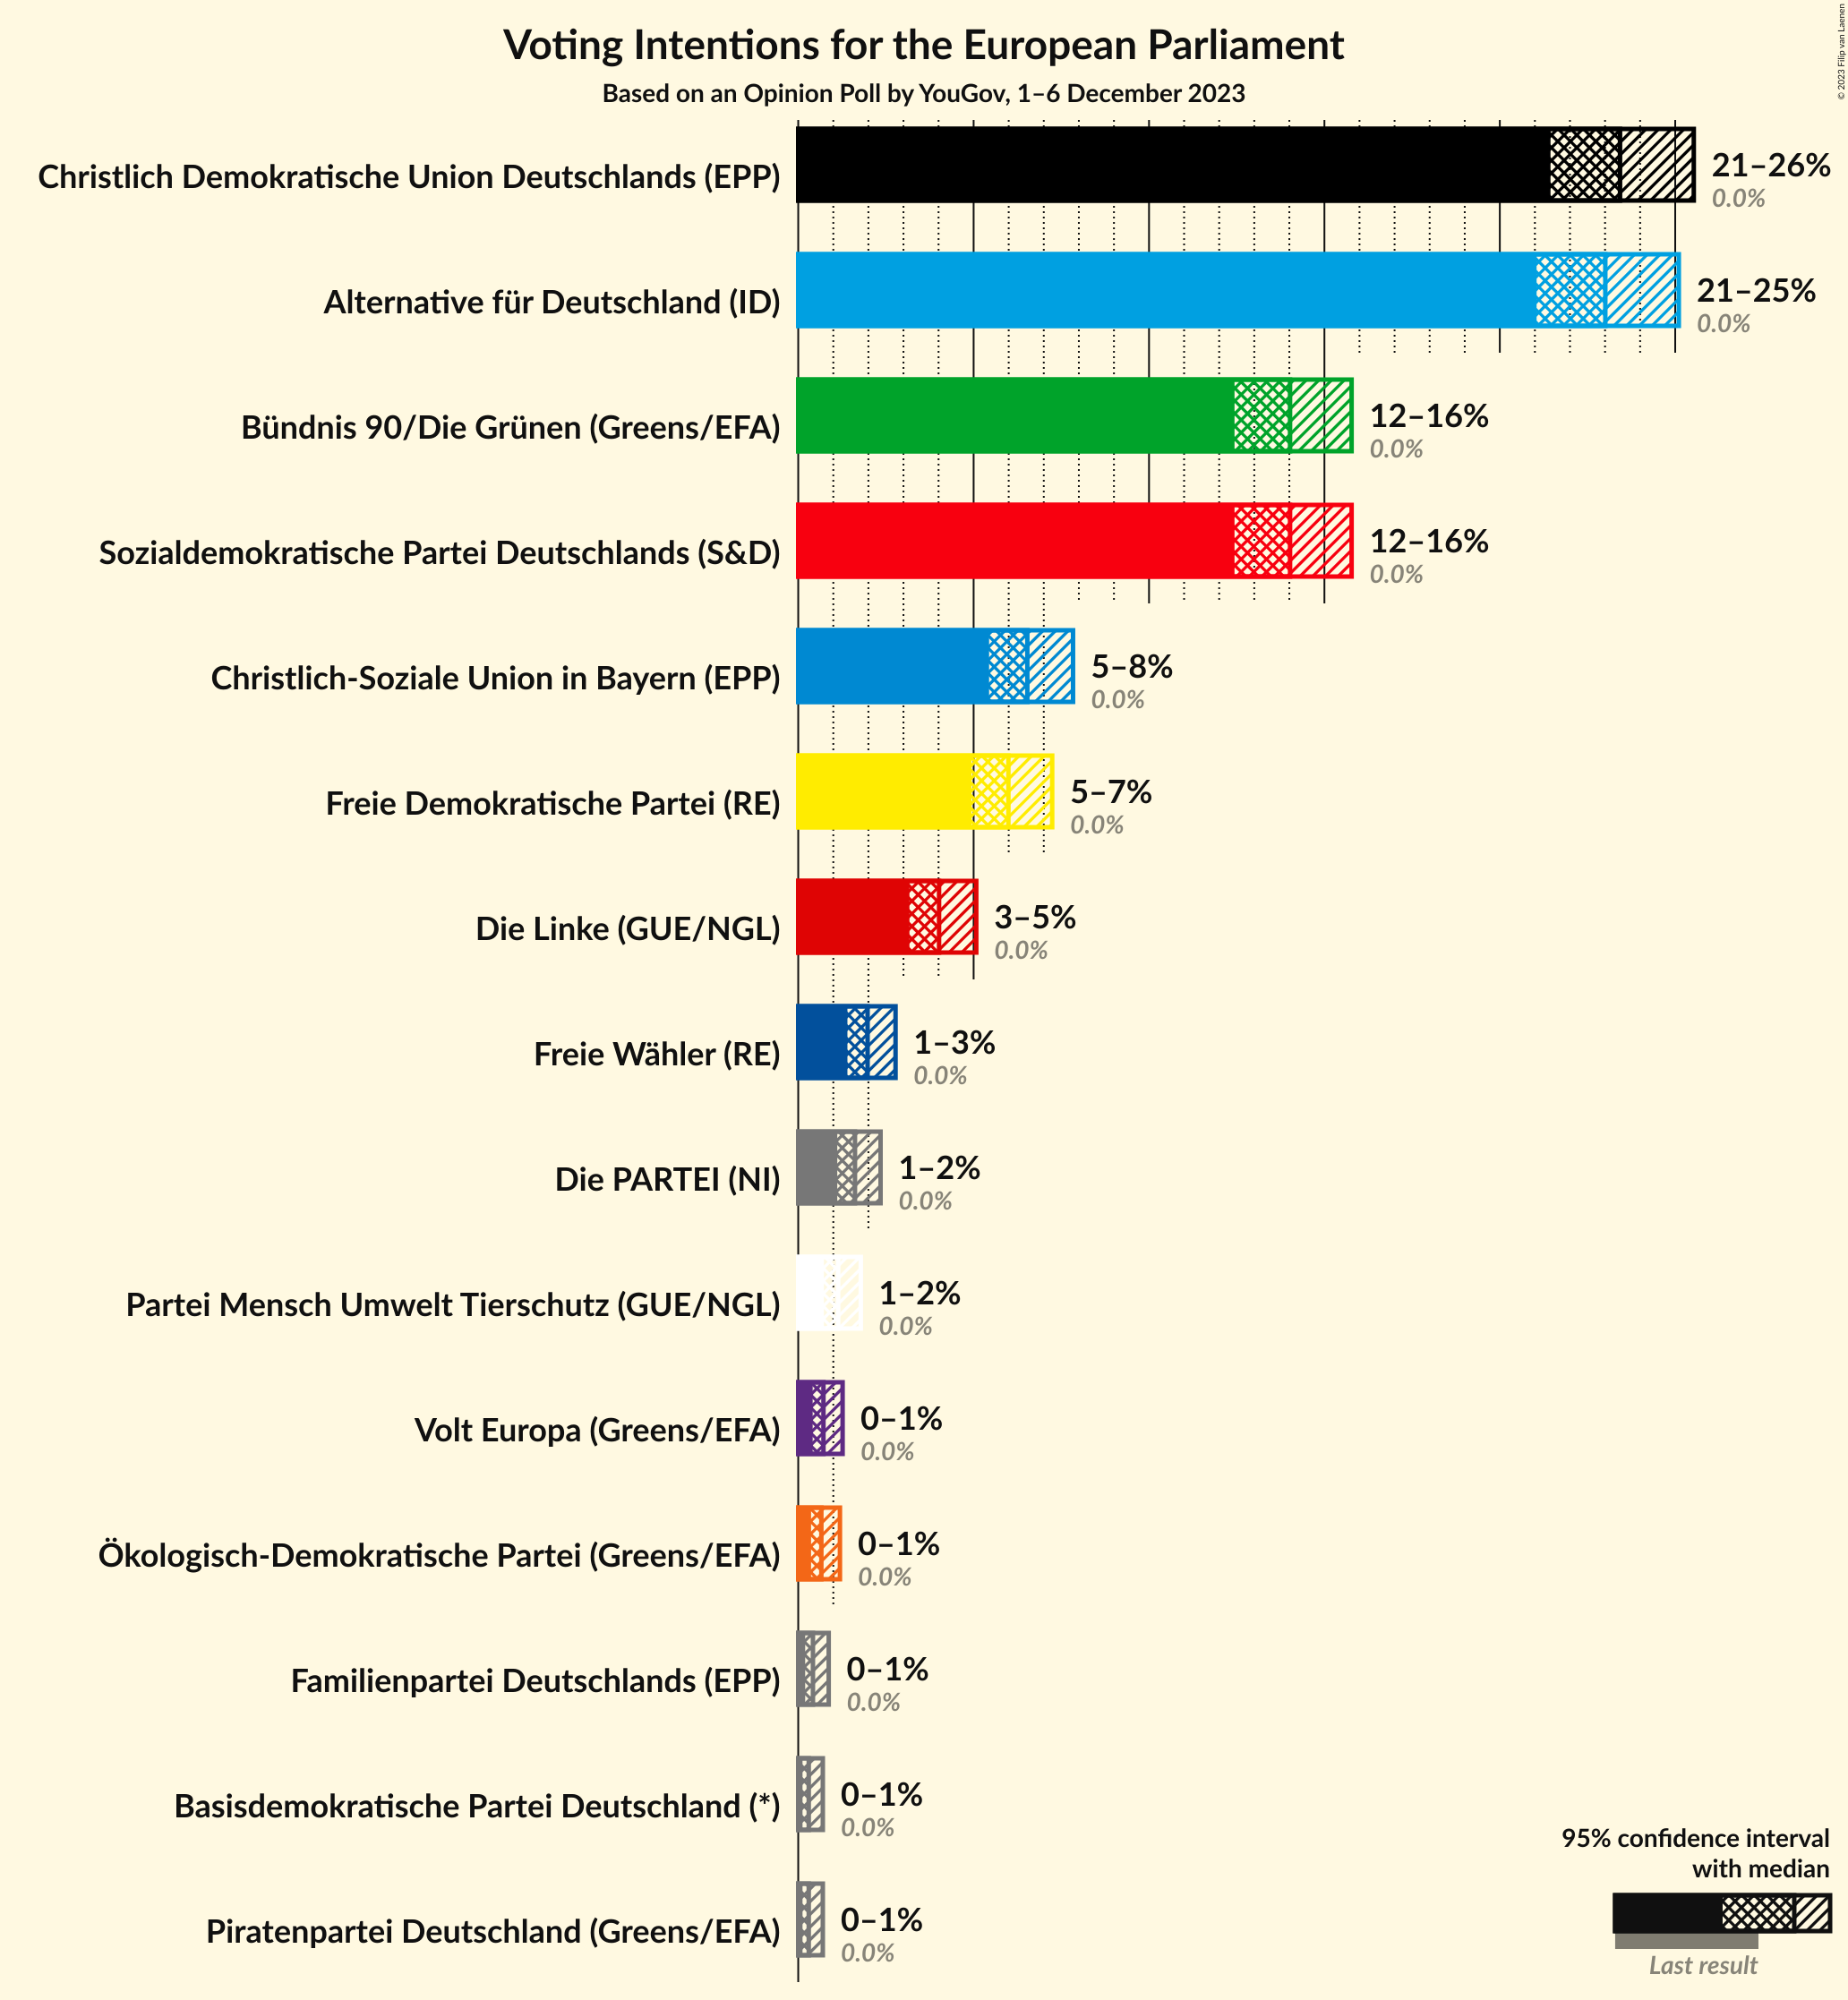 Voting Intentions for the European Parliament
Based on an Opinion Poll by YouGov, 1–6 December 2023
© 2023 Filip van Laenen
Christlich Demokratische Union Deutschlands (EPP)
21–26%
0.0%
Alternative für Deutschland (ID)
21–25%
0.0%
Bündnis 90/Die Grünen (Greens/EFA)
12–16%
0.0%
Sozialdemokratische Partei Deutschlands (S&D)
12–16%
0.0%
Christlich-Soziale Union in Bayern (EPP)
5–8%
0.0%
Freie Demokratische Partei (RE)
5–7%
0.0%
Die Linke (GUE/NGL)
3–5%
0.0%
Freie Wähler (RE)
1–3%
0.0%
Die PARTEI (NI)
1–2%
0.0%
Partei Mensch Umwelt Tierschutz (GUE/NGL)
1–2%
0.0%
Volt Europa (Greens/EFA)
0–1%
0.0%
Ökologisch-Demokratische Partei (Greens/EFA)
0–1%
0.0%
Familienpartei Deutschlands (EPP)
0–1%
0.0%
Basisdemokratische Partei Deutschland (*)
0–1%
0.0%
Piratenpartei Deutschland (Greens/EFA)
0–1%
0.0%
95% confidence interval
with median
Last result